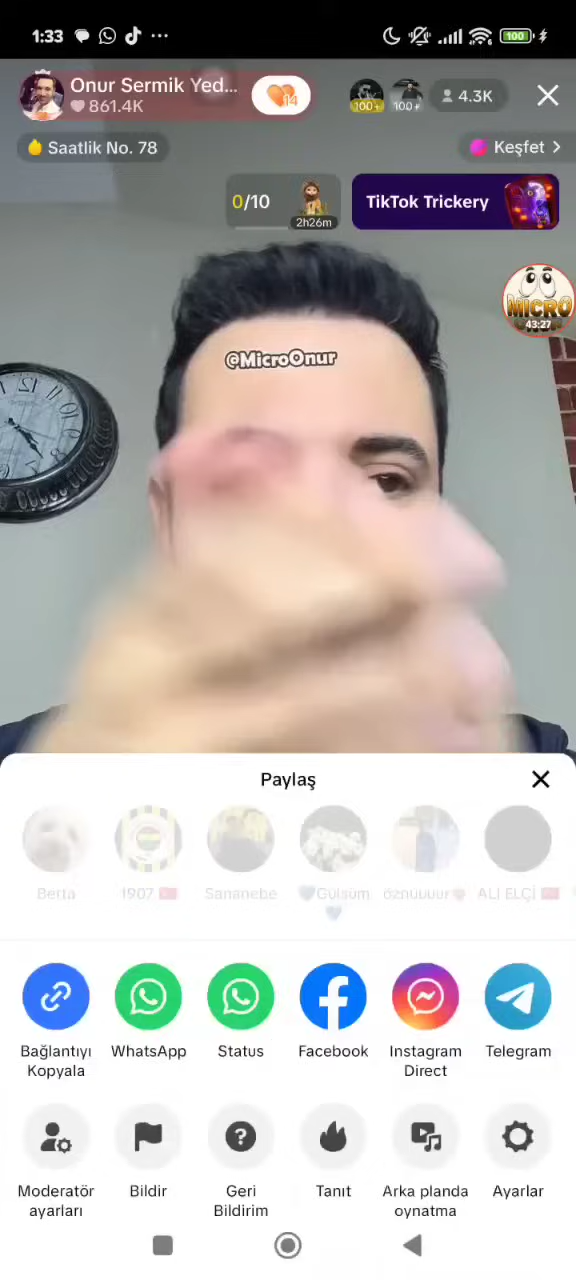 1:33
100
Onur Sermik Yed...
861.4K
14
100+
100+
4.3K
Saatlik No. 78
Keşfet
0/10
2h26m
TikTok Trickery
MICRO
43:27
@MicroOnur
Paylaş
Berta
1907
Sananebe
Gülsüm
öznuuuur
ALI ELÇİ
Bağlantıyı Kopyala
WhatsApp
Status
Facebook
Instagram Direct
Telegram
Moderatör ayarları
Bildir
Geri Bildirim
Tanıt
Arka planda oynatma
Ayarlar